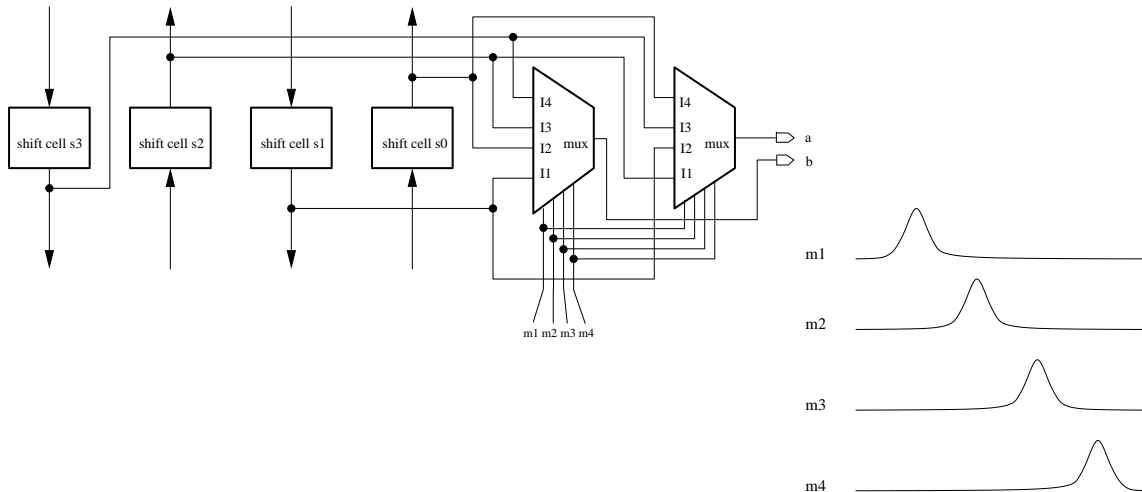 I4
I4
shift cell s3
shift cell s2
shift cell s1
shift cell s0
I3
mux
I3
mux
a
I2
I2
b
I1
I1
m1 m2 m3 m4
m1
m2
m3
m4